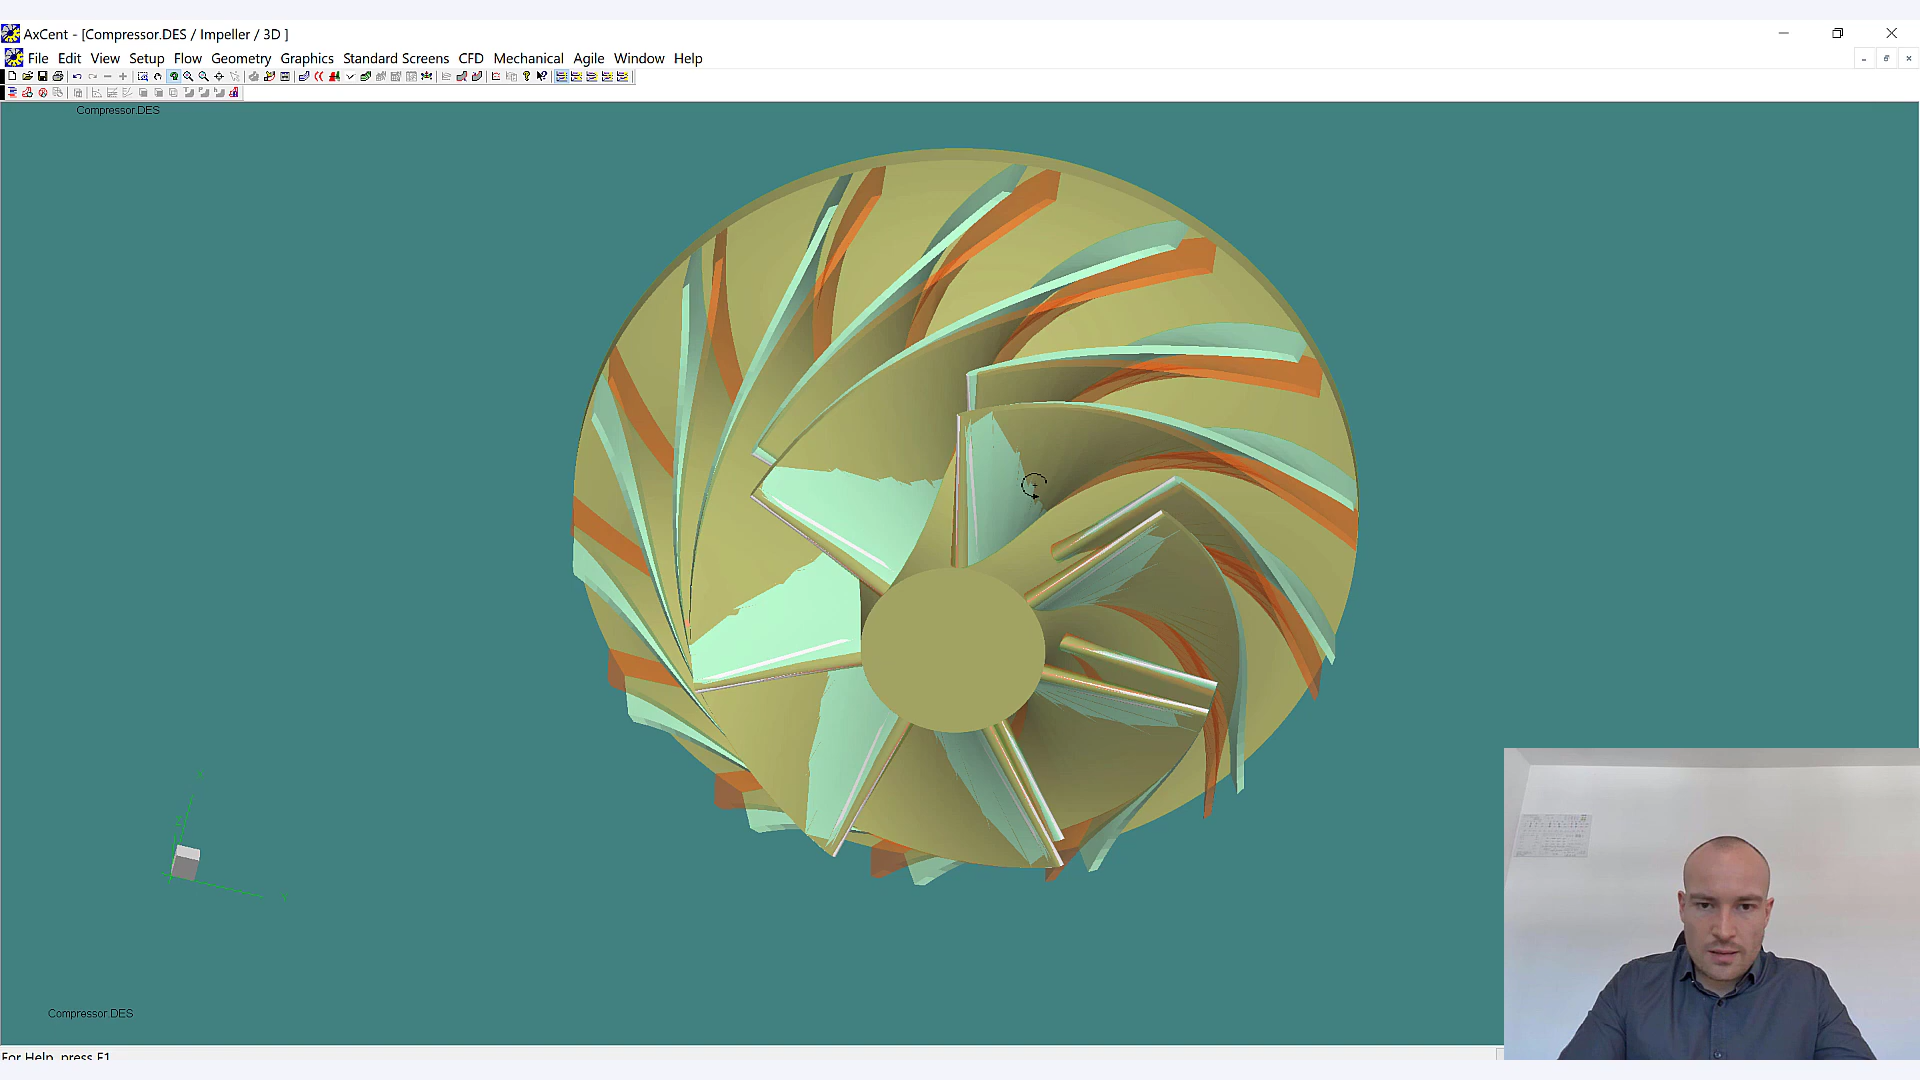 AxCent - [Compressor.DES / Impeller / 3D ]
File Edit View Setup Flow Geometry Graphics Standard Screens CFD Mechanical Agile Window Help
Compressor.DES
Compressor.DES
For Help, press F1